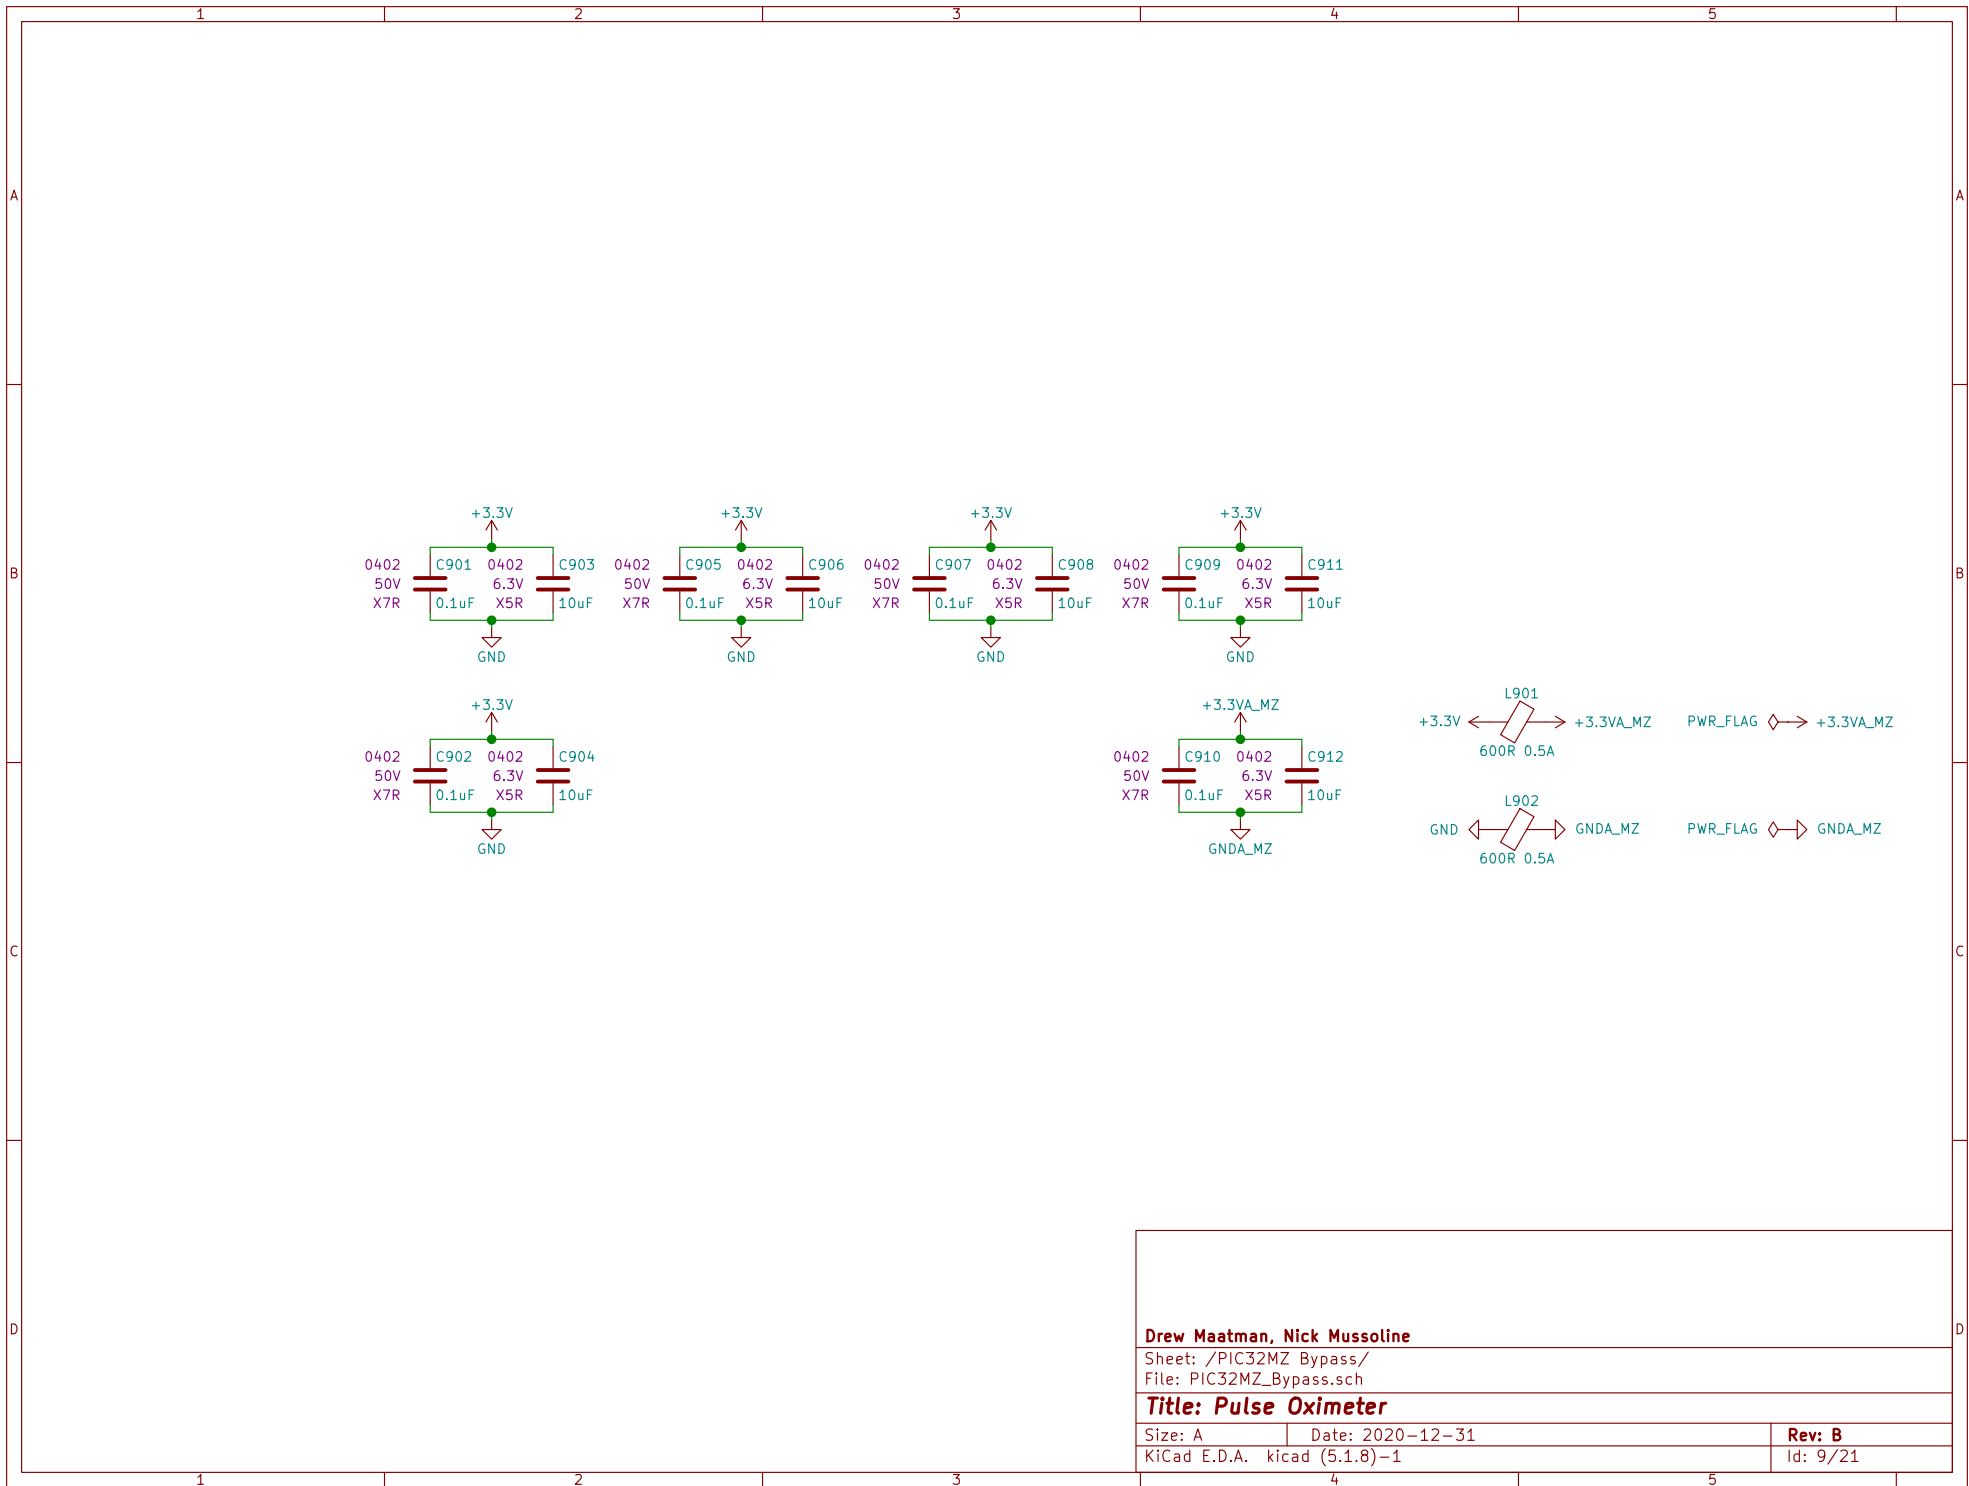 1 2 3 4 5
A A
+3.3V +3.3V +3.3V +3.3V
B B
0402 C901 0402 C903 0402 C905 0402 C906 0402 C907 0402 C908 0402 C909 0402 C911
50V 6.3V 50V 6.3V 50V 6.3V 50V 6.3V
X7R 0.1uF X5R 10uF X7R 0.1uF X5R 10uF X7R 0.1uF X5R 10uF X7R 0.1uF X5R 10uF
GND GND GND GND
L901
+3.3V +3.3VA_MZ
+3.3V +3.3VA_MZ PWR_FLAG +3.3VA_MZ
600R 0.5A
0402 C902 0402 C904 0402 C910 0402 C912
50V 6.3V 50V 6.3V
X7R 0.1uF X5R 10uF X7R 0.1uF X5R 10uF
L902
GND GNDA_MZ PWR_FLAG GNDA_MZ
GND GNDA_MZ
600R 0.5A
C C
D D
Drew Maatman, Nick Mussoline
Sheet: /PIC32MZ Bypass/
File: PIC32MZ_Bypass.sch
Title: Pulse Oximeter
Size: A Date: 2020-12-31 Rev: B
KiCad E.D.A. kicad (5.1.8)-1 Id: 9/21
1 2 3 4 5